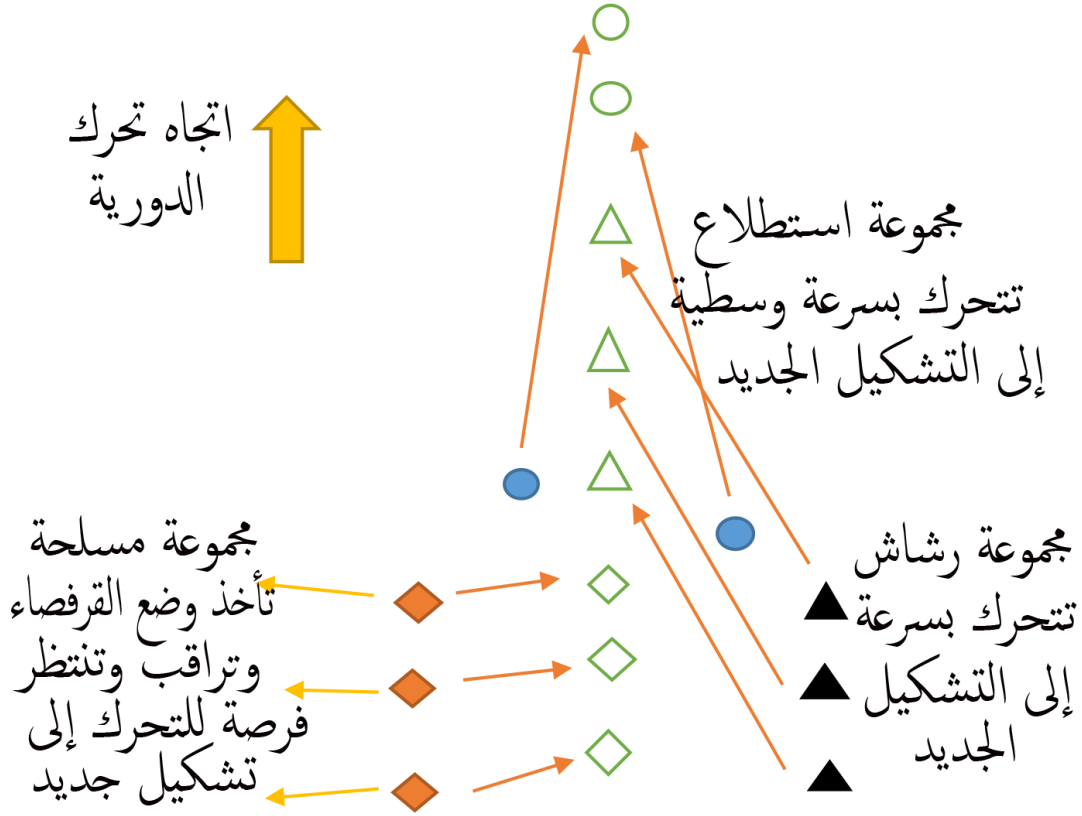 اتجاه تحرك
الدورية
مجموعة استطلاع
تتحرك بسرعة وسطية
إلى التشكيل الجديد
مجموعة رشاش
تتحرك بسرعة
إلى التشكيل
الجديد
مجموعة مسلحة
تأخذ وضع القرفصاء
وتراقب وتنتظر
فرصة للتحرك إلى
تشكيل جديد